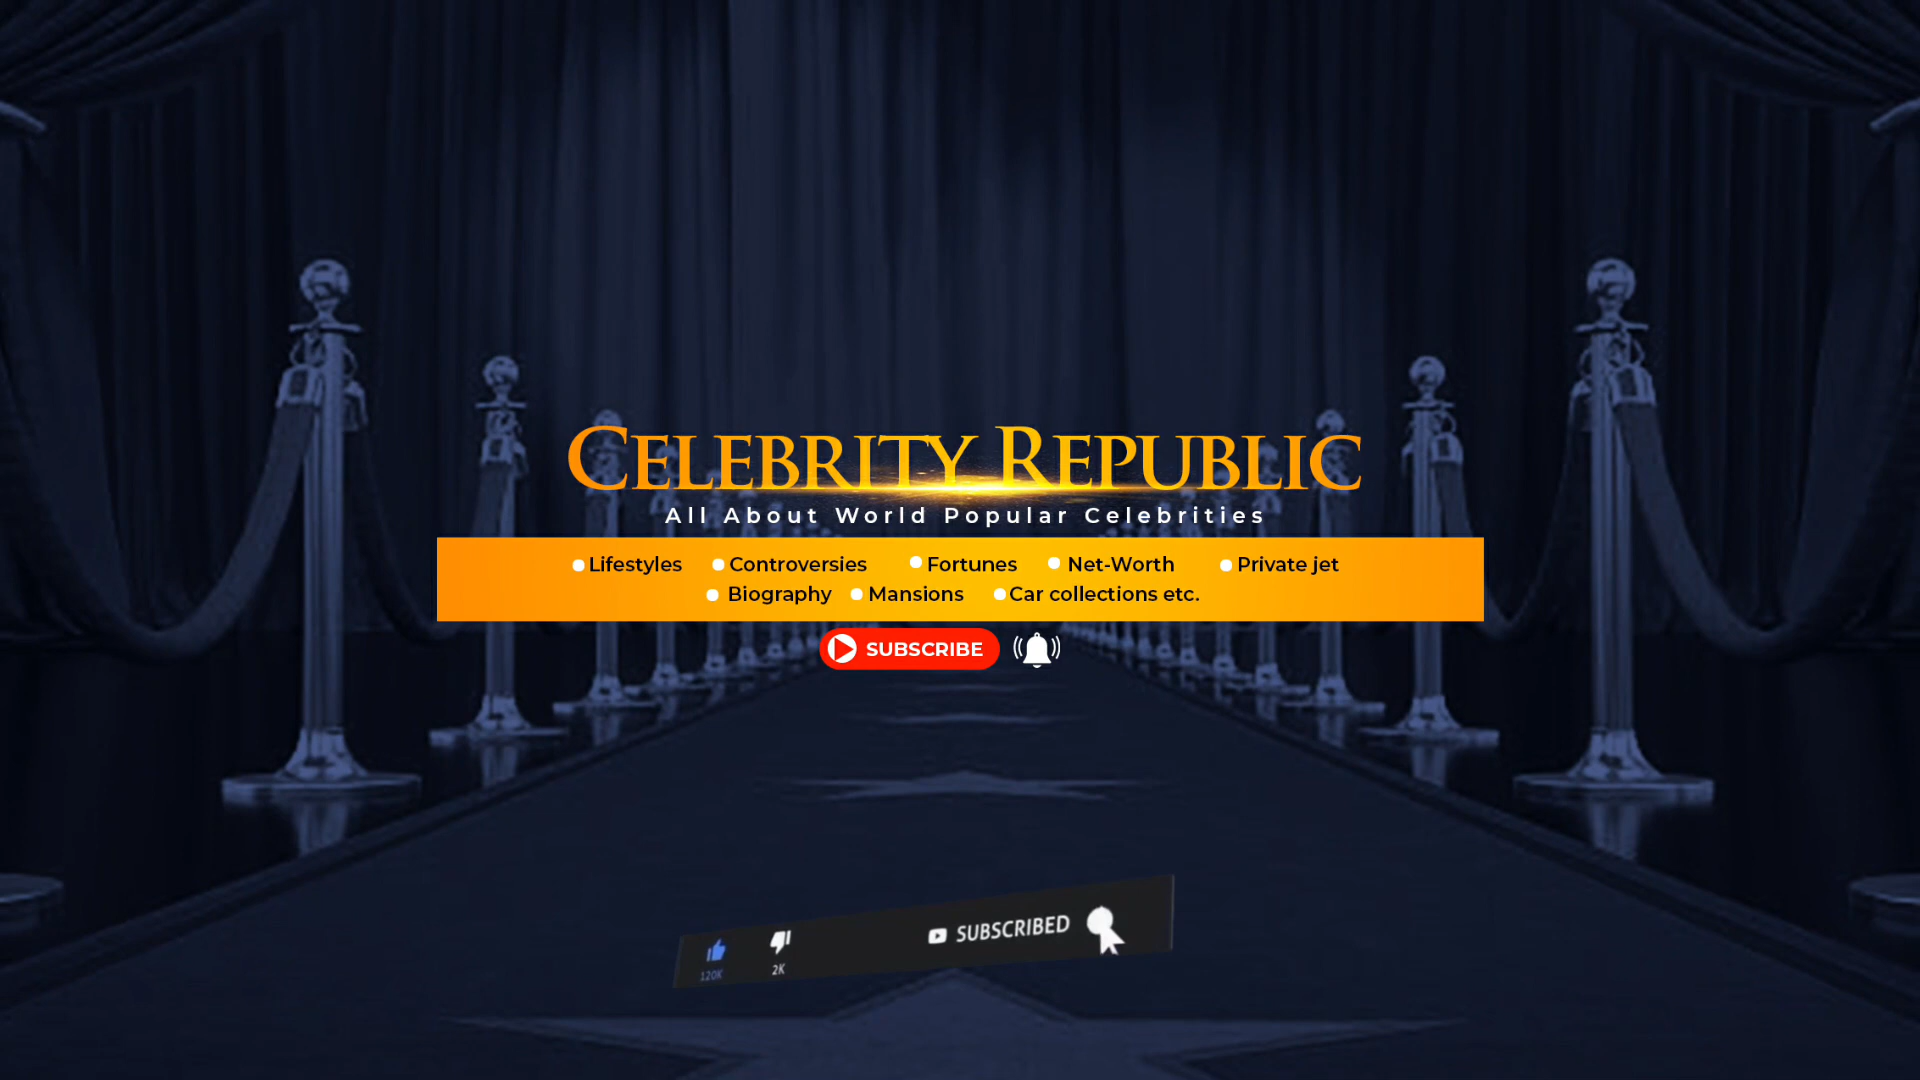 CELEBRITY REPUBLIC
All About World Popular Celebrities
Lifestyles Controversies Fortunes Net-Worth Private jet
Biography Mansions Car collections etc.
SUBSCRIBE
120K 2K SUBSCRIBED